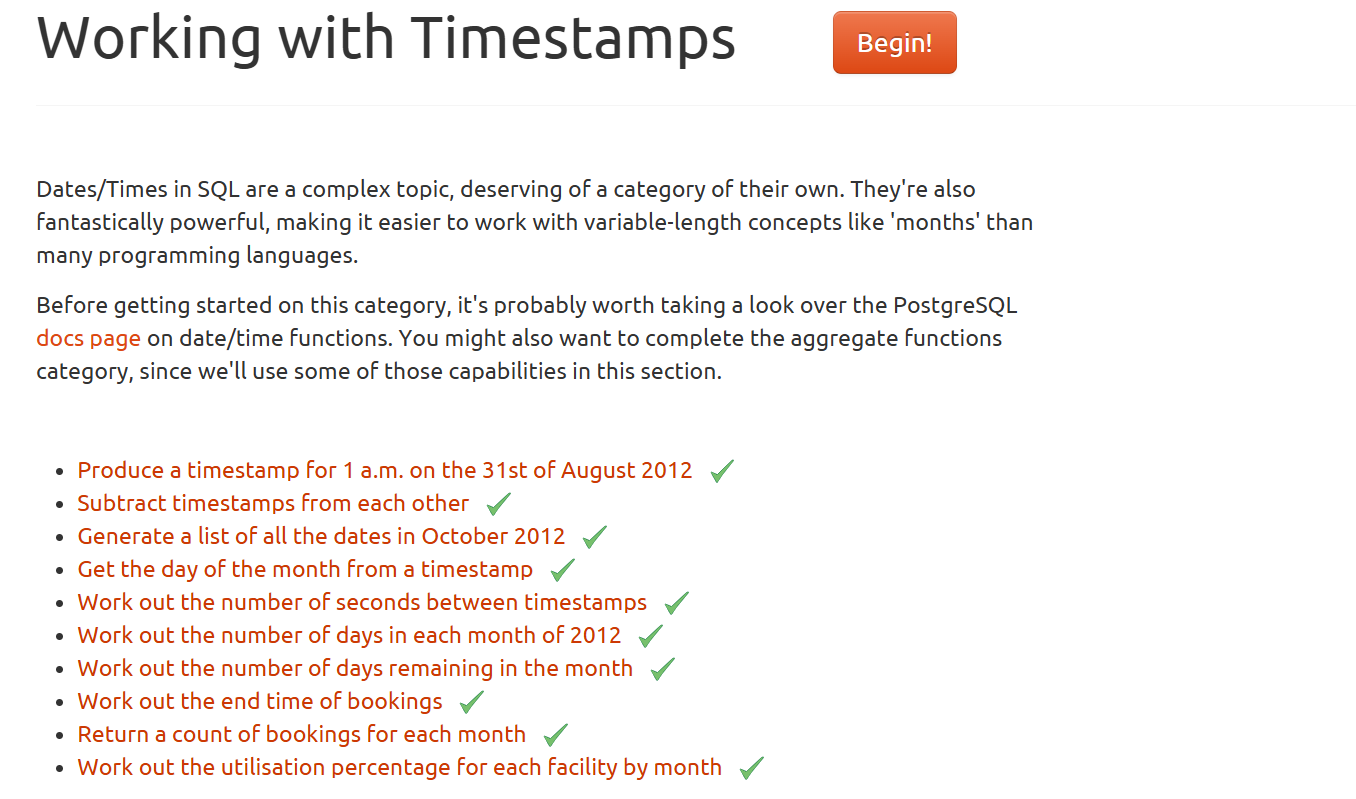 Working with Timestamps
Begin!
Dates/Times in SQL are a complex topic, deserving of a category of their own. They're also
fantastically powerful, making it easier to work with variable-length concepts like 'months' than
many programming languages.
Before getting started on this category, it's probably worth taking a look over the PostgreSQL
docs page on date/time functions. You might also want to complete the aggregate functions
category, since we'll use some of those capabilities in this section.
Produce a timestamp for 1 a.m. on the 31st of August 2012
Subtract timestamps from each other
Generate a list of all the dates in October 2012
Get the day of the month from a timestamp
Work out the number of seconds between timestamps
Work out the number of days in each month of 2012
Work out the number of days remaining in the month
Work out the end time of bookings
Return a count of bookings for each month
Work out the utilisation percentage for each facility by month